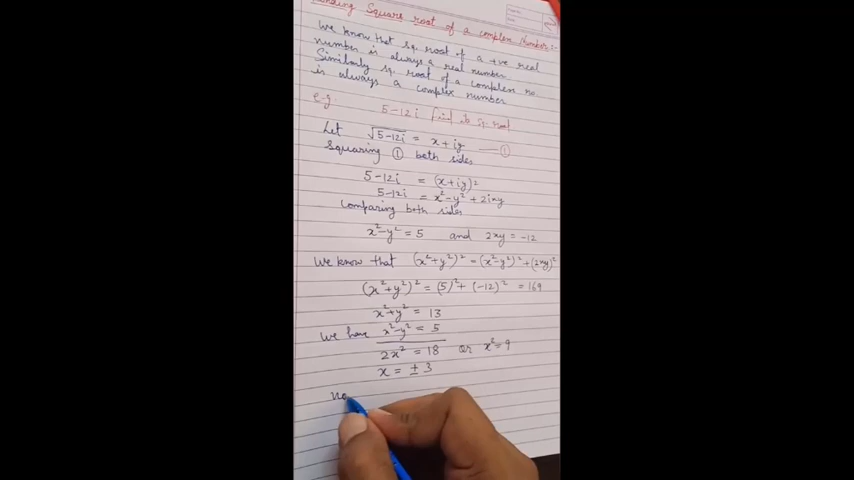 Finding Square root of a complex Number:-
We know that sq. root of a +ve real
number is always a real number.
Similarly sq. root of a complex no.
is always a complex number
e.g. 5-12i find its sq. root
Let √5-12i = x+iy ——①
Squaring ① both sides
5-12i = (x+iy)²
5-12i = x²-y²+2ixy
Comparing both sides
x²-y² = 5 and 2xy = -12
We know that (x²+y²)² = (x²-y²)²+(2xy)²
(x²+y²)² = (5)²+(-12)² = 169
x²+y² = 13
We have x²-y² = 5
2x² = 18 or x²=9
x = ±3
no